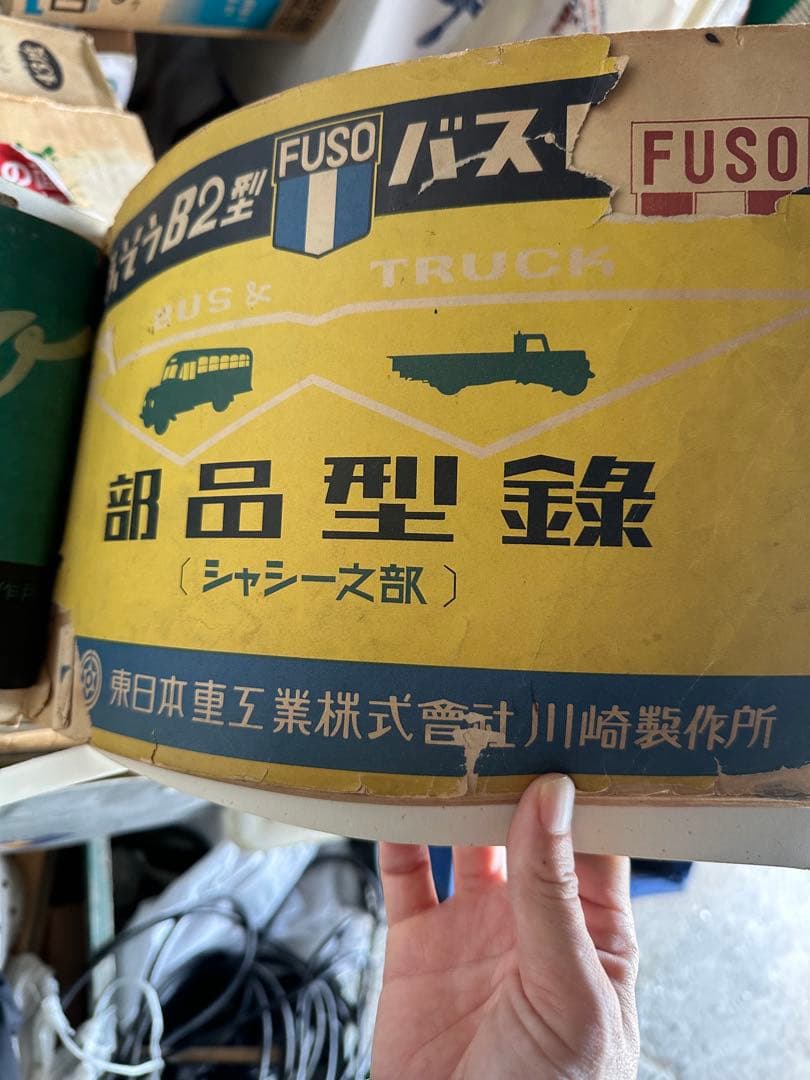 ふそうB2型 FUSO バス
FUSO
BUS & TRUCK
部品型錄
〔シャシー之部〕
東日本重工業株式會社川崎製作所